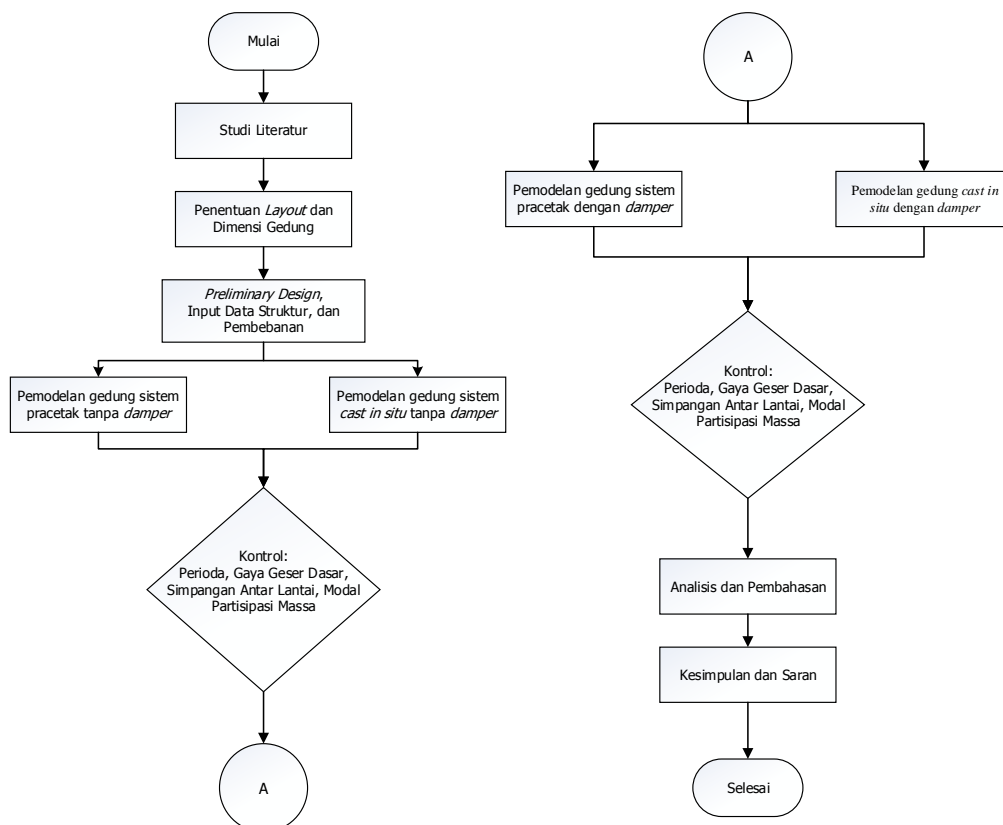 Mulai
Studi Literatur
Penentuan Layout dan
Dimensi Gedung
Preliminary Design,
Input Data Struktur, dan
Pembebanan
Pemodelan gedung sistem
pracetak tanpa damper
Pemodelan gedung sistem
cast in situ tanpa damper
Kontrol:
Perioda, Gaya Geser Dasar,
Simpangan Antar Lantai, Modal
Partisipasi Massa
A
A
Pemodelan gedung sistem
pracetak dengan damper
Pemodelan gedung cast in
situ dengan damper
Kontrol:
Perioda, Gaya Geser Dasar,
Simpangan Antar Lantai, Modal
Partisipasi Massa
Analisis dan Pembahasan
Kesimpulan dan Saran
Selesai